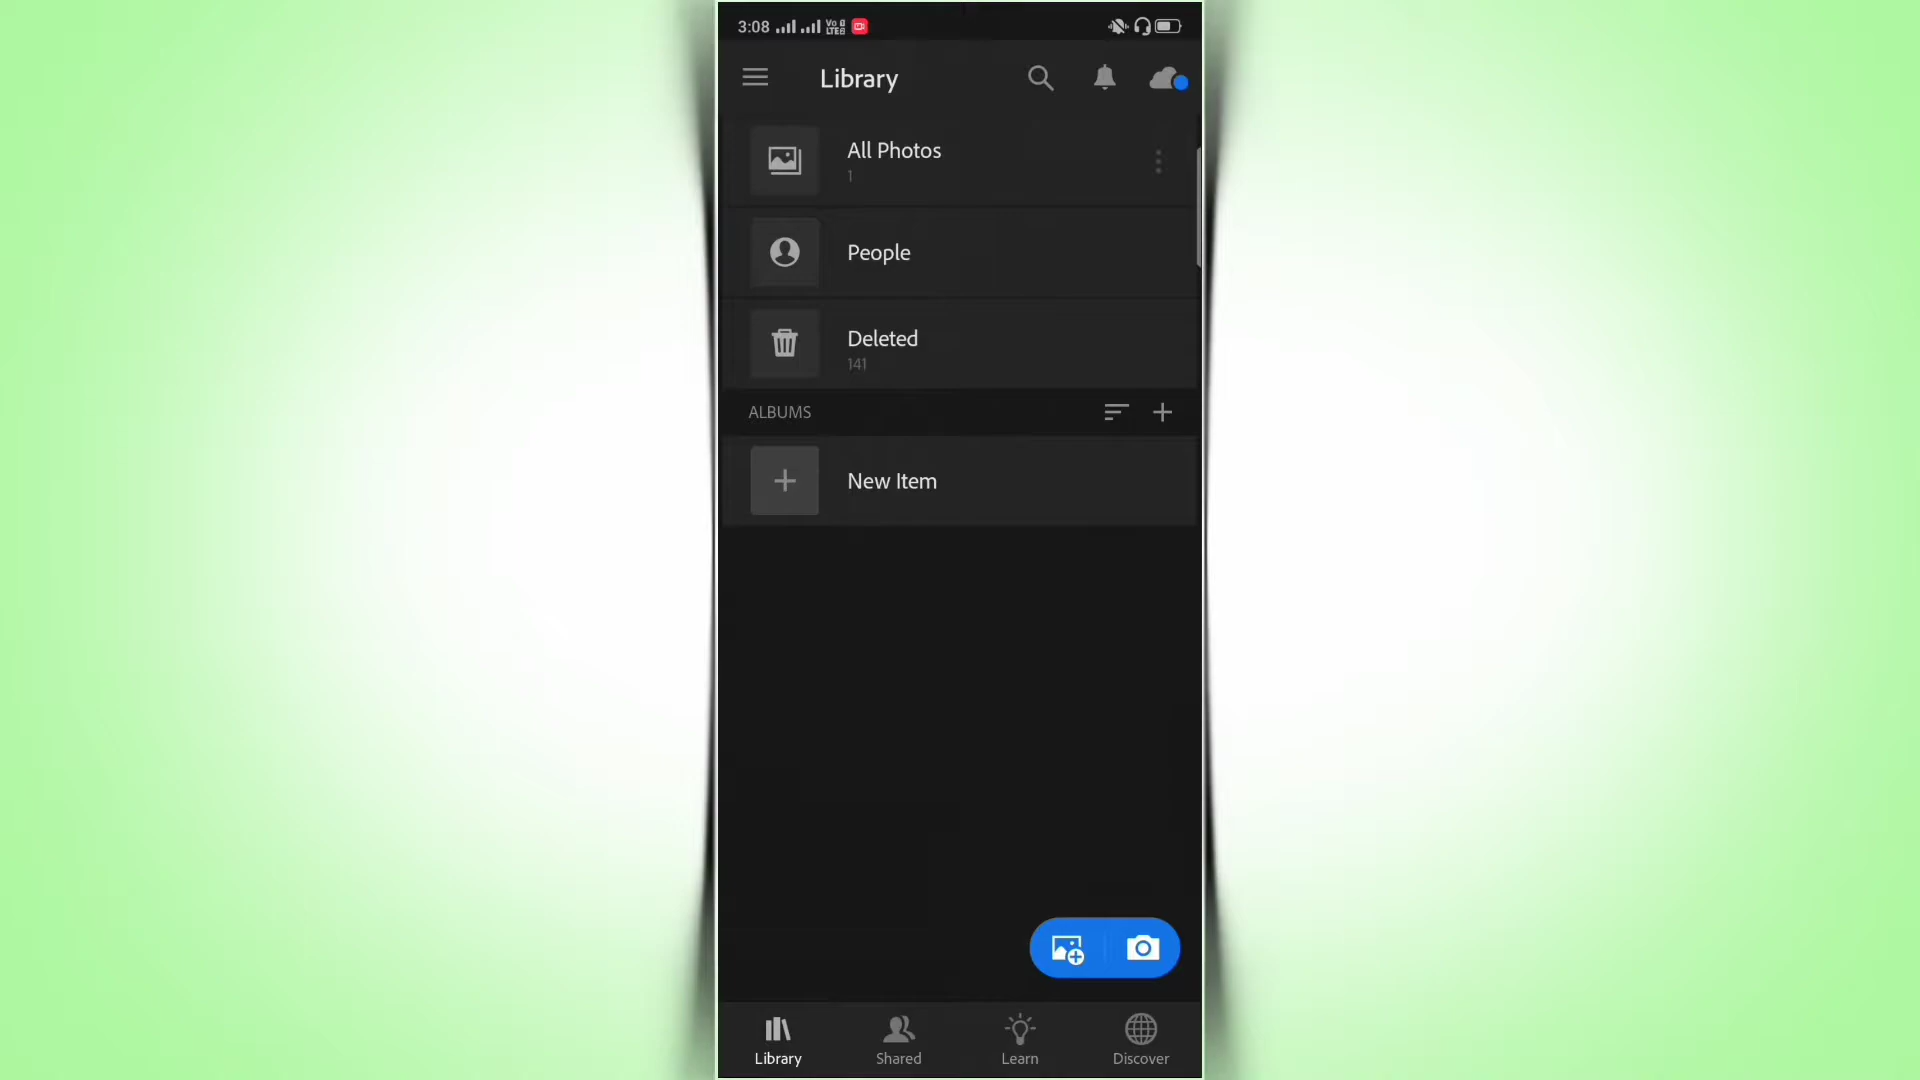 3:08
Library
All Photos
1
People
Deleted
141
ALBUMS
New Item
Library
Shared
Learn
Discover